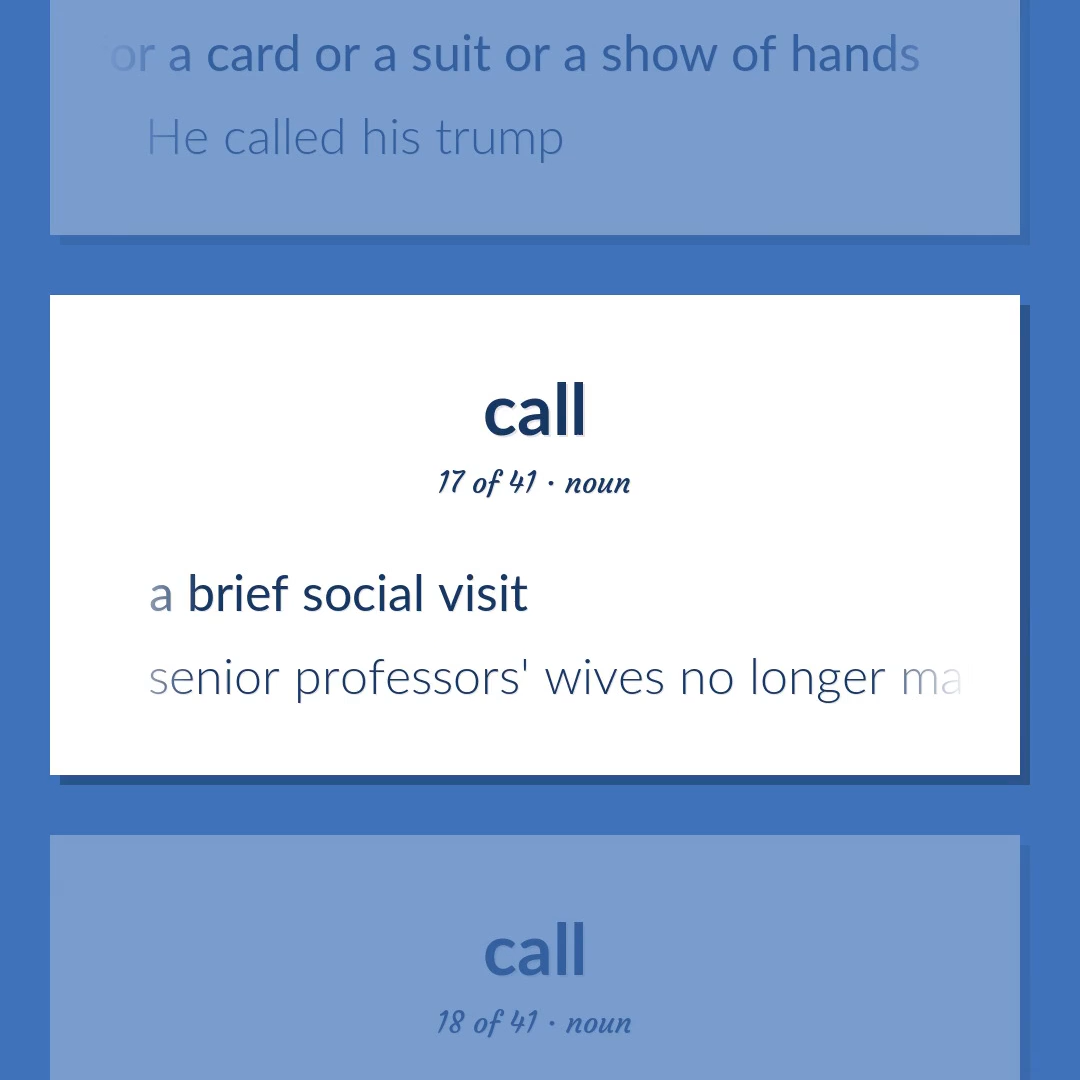 or a card or a suit or a show of hands
He called his trump
call
17 of 41 · noun
a brief social visit
senior professors' wives no longer ma
call
18 of 41 · noun